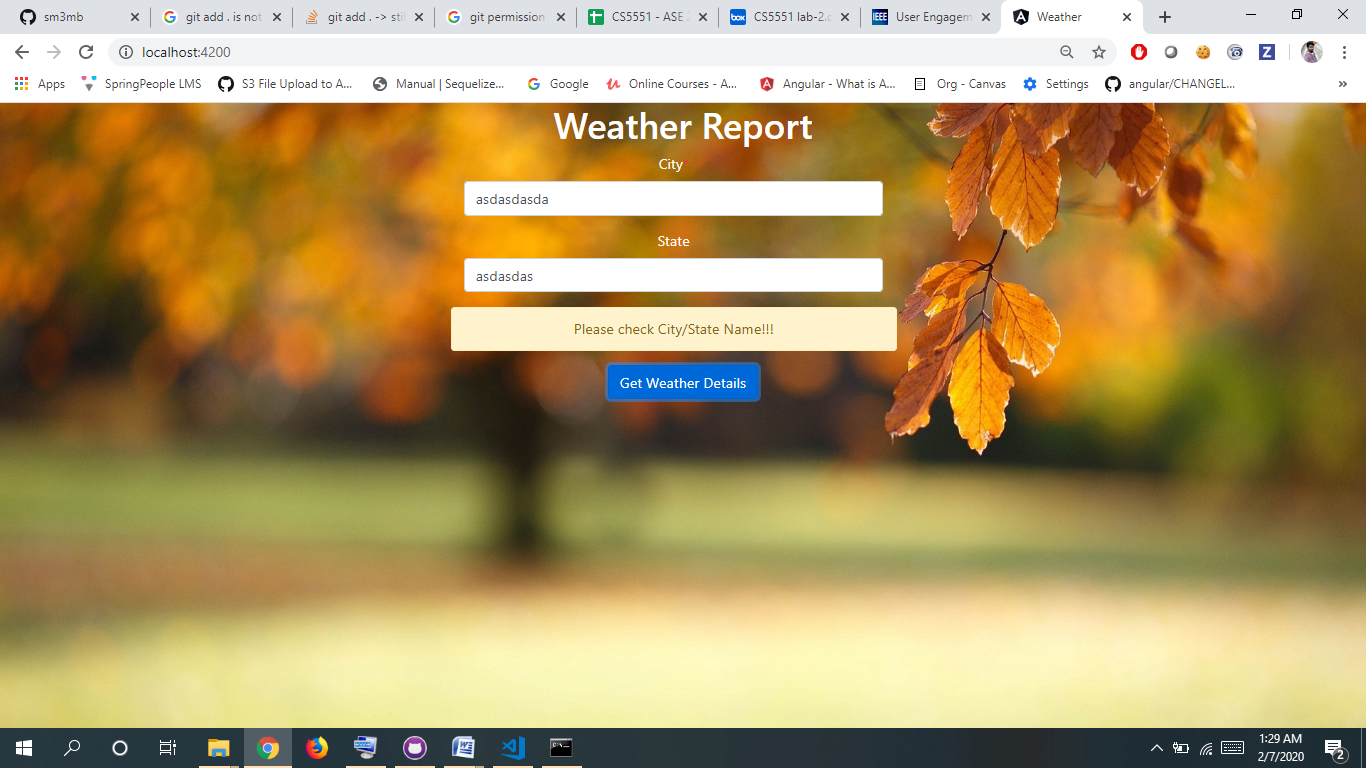 sm3mb
git add . is not
git add . -> stil
git permission
CS5551 - ASE 2
CS5551 lab-2.c
User Engagem
Weather
localhost:4200
Apps
SpringPeople LMS
S3 File Upload to A...
Manual | Sequelize...
Google
Online Courses - A...
Angular - What is A...
Org - Canvas
Settings
angular/CHANGEL...
»
Weather Report
City
asdasdasda
State
asdasdas
Please check City/State Name!!!
Get Weather Details
1:29 AM
2/7/2020
2